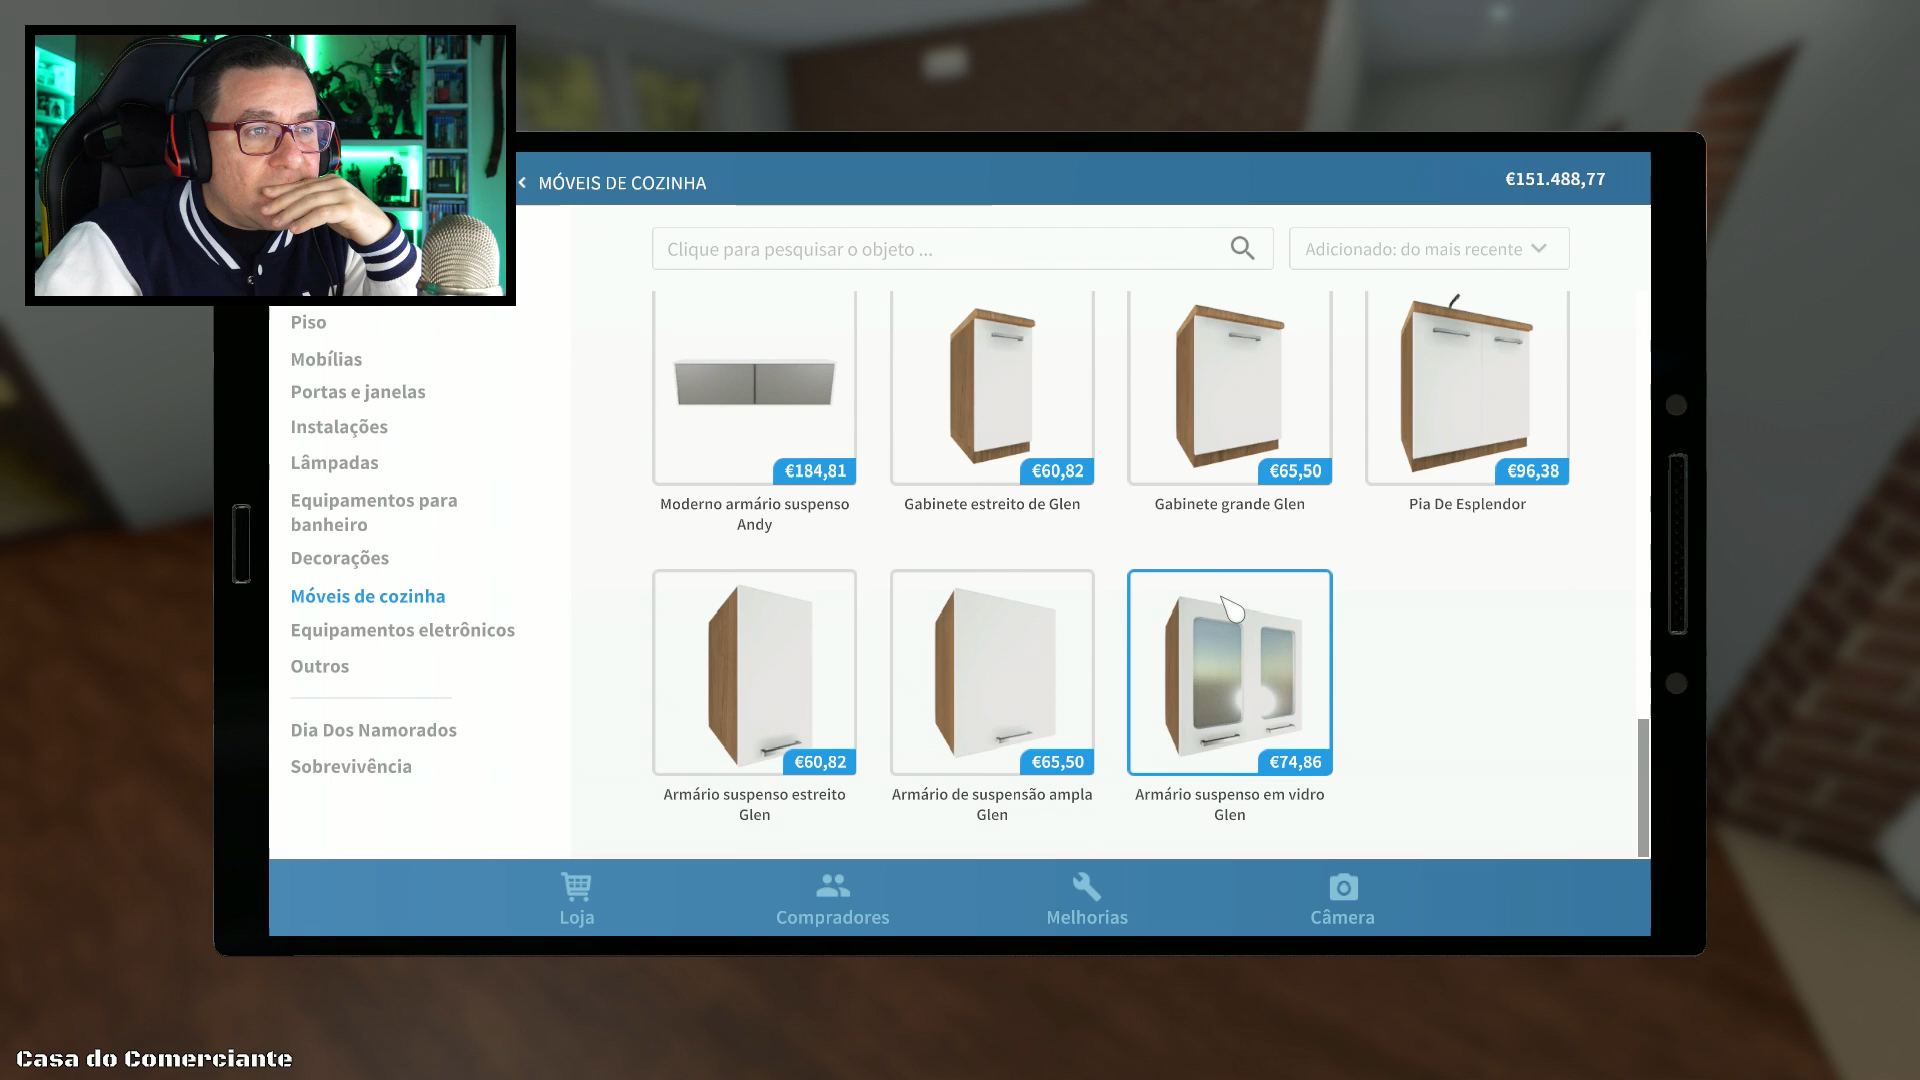 MÓVEIS DE COZINHA
€151.488,77
Clique para pesquisar o objeto ...
Adicionado: do mais recente
Piso
Mobílias
Portas e janelas
Instalações
Lâmpadas
Equipamentos para
banheiro
Decorações
Móveis de cozinha
Equipamentos eletrônicos
Outros
Dia Dos Namorados
Sobrevivência
€184,81
€60,82
€65,50
€96,38
Moderno armário suspenso
Andy
Gabinete estreito de Glen
Gabinete grande Glen
Pia De Esplendor
€60,82
€65,50
€74,86
Armário suspenso estreito
Glen
Armário de suspensão ampla
Glen
Armário suspenso em vidro
Glen
Loja
Compradores
Melhorias
Câmera
Casa do Comerciante